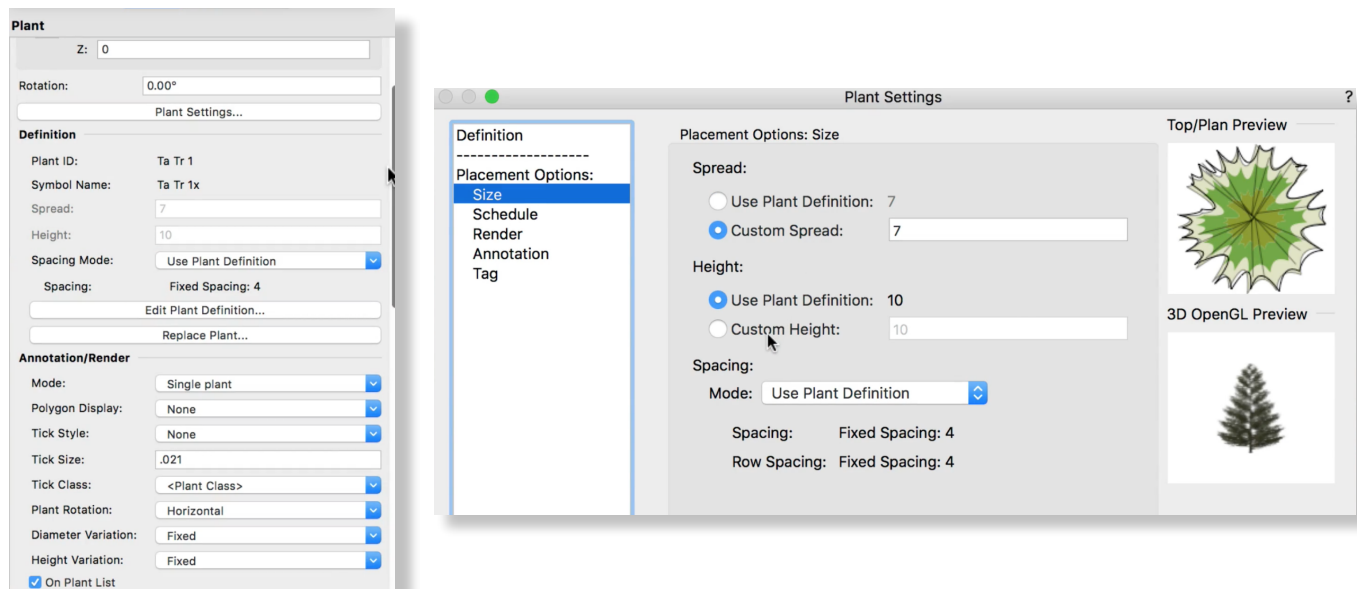 Plant
Z: 0
Rotation: 0.00°
Plant Settings...
Definition
Plant ID: Ta Tr 1
Symbol Name: Ta Tr 1x
Spread: 7
Height: 10
Spacing Mode: Use Plant Definition
Spacing: Fixed Spacing: 4
Edit Plant Definition...
Replace Plant...
Annotation/Render
Mode: Single plant
Polygon Display: None
Tick Style: None
Tick Size: .021
Tick Class: <Plant Class>
Plant Rotation: Horizontal
Diameter Variation: Fixed
Height Variation: Fixed
On Plant List
Plant Settings ?
Definition
-------------------
Placement Options:
Size
Schedule
Render
Annotation
Tag
Placement Options: Size
Spread:
Use Plant Definition: 7
Custom Spread: 7
Height:
Use Plant Definition: 10
Custom Height: 10
Spacing:
Mode: Use Plant Definition
Spacing: Fixed Spacing: 4
Row Spacing: Fixed Spacing: 4
Top/Plan Preview
3D OpenGL Preview